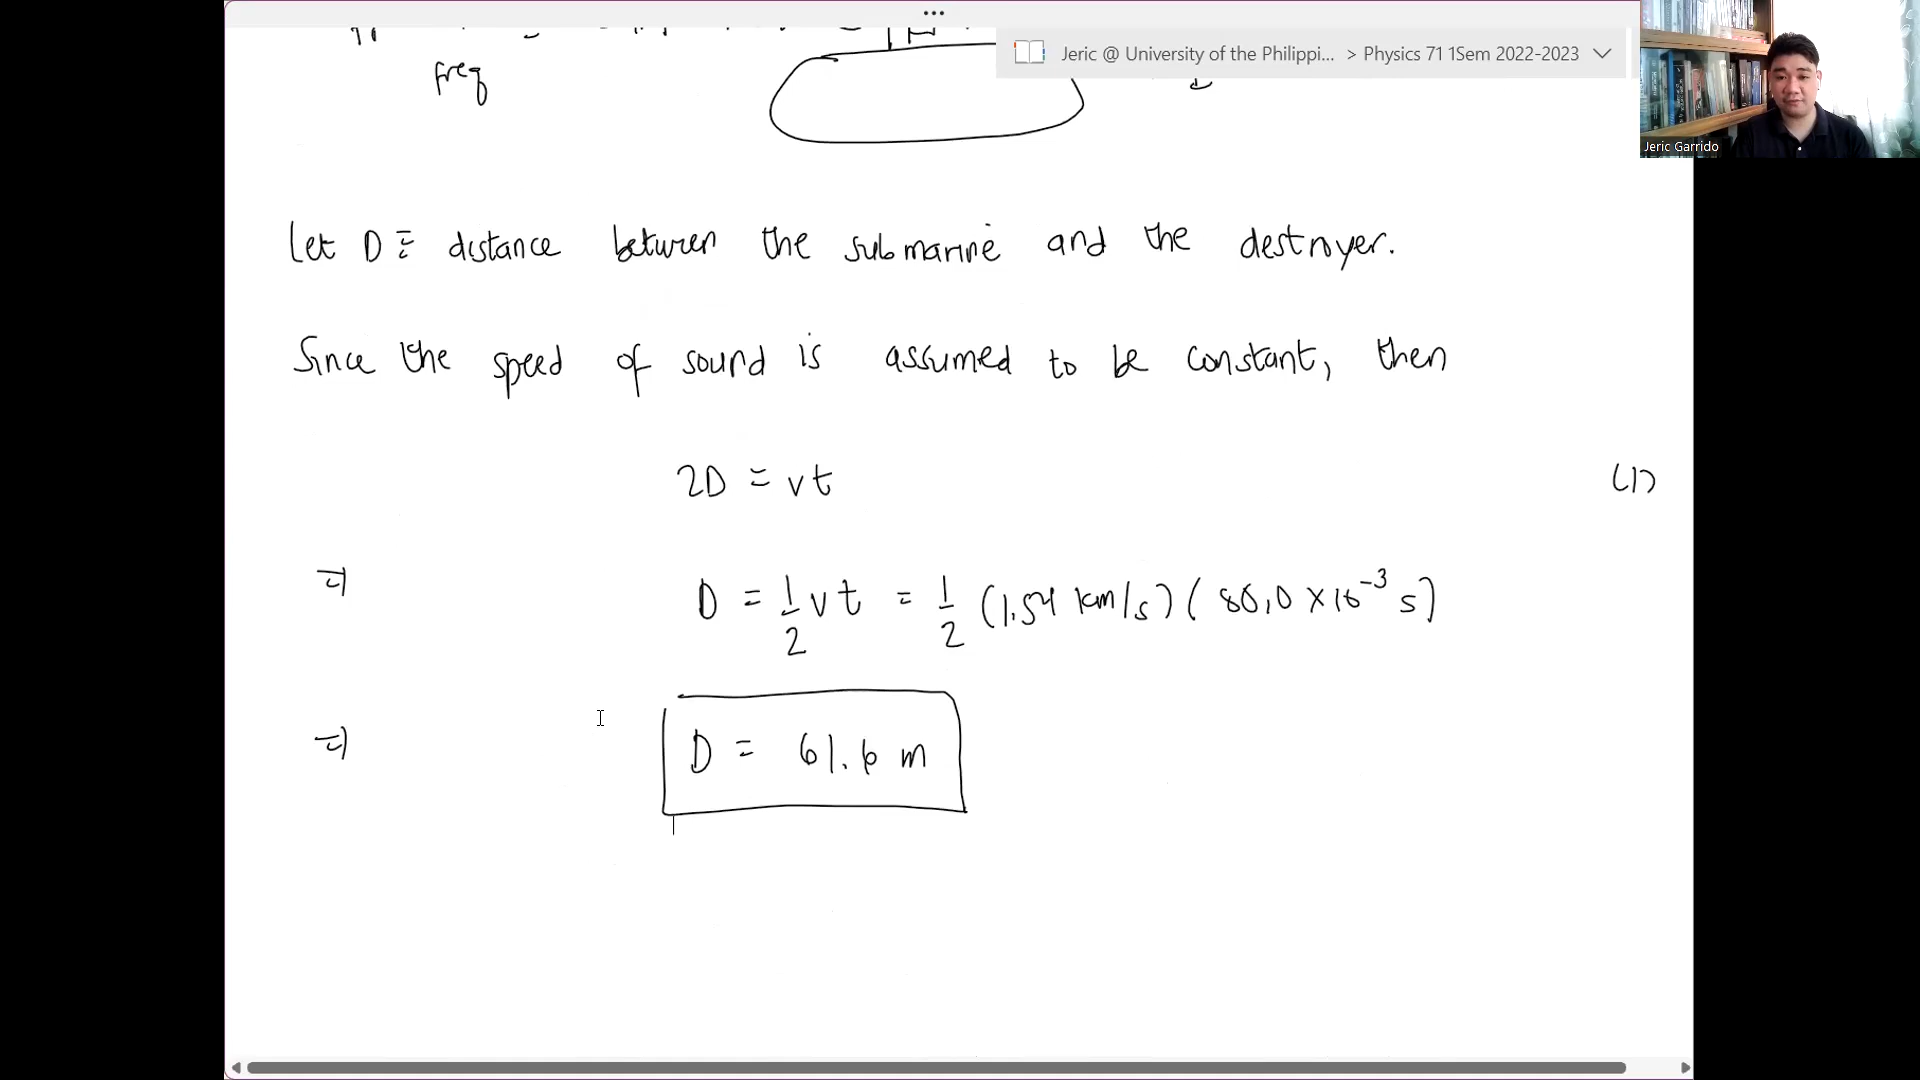 Jeric @ University of the Philippi... > Physics 71 1Sem 2022-2023
Jeric Garrido
freq
Let D ≡ distance between the submarine and the destroyer.
Since the speed of sound is assumed to be constant, then
2D = vt (1)
⇒ D = 1/2 vt = 1/2 (1.54 km/s)(80.0 × 10⁻³ s)
⇒ D = 61.6 m